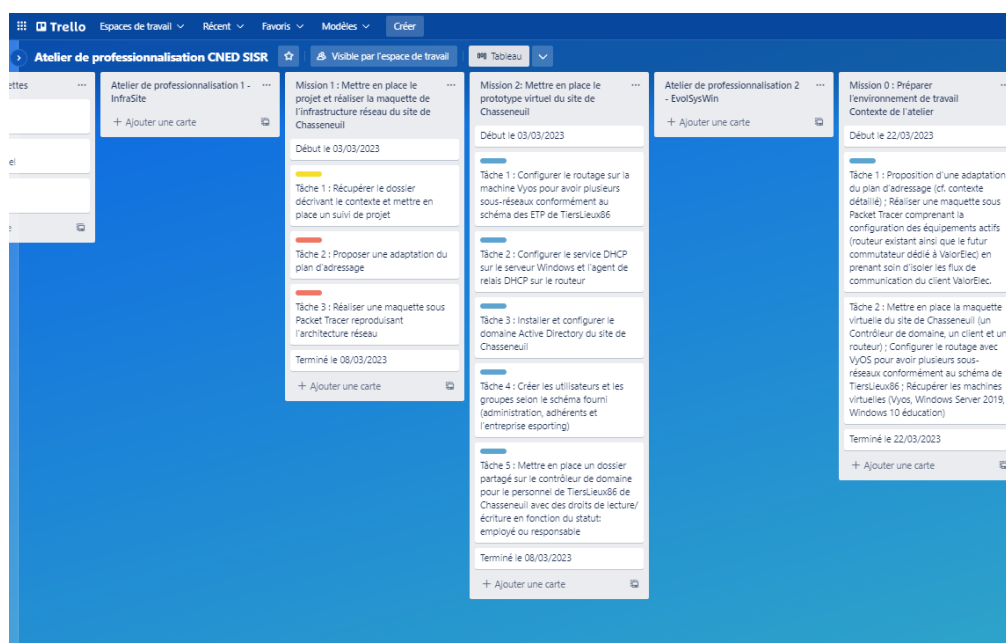 Trello
Espaces de travail
Récent
Favoris
Modèles
Créer
Atelier de professionnalisation CNED SISR
Visible par l'espace de travail
Tableau
ettes
el
Atelier de professionnalisation 1 -
InfraSite
+ Ajouter une carte
Mission 1 : Mettre en place le
projet et réaliser la maquette de
l'infrastructure réseau du site de
Chasseneuil
Début le 03/03/2023
Tâche 1 : Récupérer le dossier
décrivant le contexte et mettre en
place un suivi de projet
Tâche 2 : Proposer une adaptation du
plan d'adressage
Tâche 3 : Réaliser une maquette sous
Packet Tracer reproduisant
l'architecture réseau
Terminé le 08/03/2023
+ Ajouter une carte
Mission 2: Mettre en place le
prototype virtuel du site de
Chasseneuil
Début le 03/03/2023
Tâche 1 : Configurer le routage sur la
machine Vyos pour avoir plusieurs
sous-réseaux conformément au
schéma des ETP de TiersLieux86
Tâche 2 : Configurer le service DHCP
sur le serveur Windows et l'agent de
relais DHCP sur le routeur
Tâche 3 : Installer et configurer le
domaine Active Directory du site de
Chasseneuil
Tâche 4 : Créer les utilisateurs et les
groupes selon le schéma fourni
(administration, adhérents et
l'entreprise esporting)
Tâche 5 : Mettre en place un dossier
partagé sur le contrôleur de domaine
pour le personnel de TiersLieux86 de
Chasseneuil avec des droits de lecture/
écriture en fonction du statut:
employé ou responsable
Terminé le 08/03/2023
+ Ajouter une carte
Atelier de professionnalisation 2
- EvolSysWin
+ Ajouter une carte
Mission 0 : Préparer
l'environnement de travail
Contexte de l'atelier
Début le 22/03/2023
Tâche 1 : Proposition d'une adaptation
du plan d'adressage (cf. contexte
détaillé) ; Réaliser une maquette sous
Packet Tracer comprenant la
configuration des équipements actifs
(routeur existant ainsi que le futur
commutateur dédié à ValorElec) en
prenant soin d'isoler les flux de
communication du client ValorElec.
Tâche 2 : Mettre en place la maquette
virtuelle du site de Chasseneuil (un
Contrôleur de domaine, un client et un
routeur) ; Configurer le routage avec
VyOS pour avoir plusieurs sous-
réseaux conformément au schéma de
TiersLieux86 ; Récupérer les machines
virtuelles (Vyos, Windows Server 2019,
Windows 10 éducation)
Terminé le 22/03/2023
+ Ajouter une carte